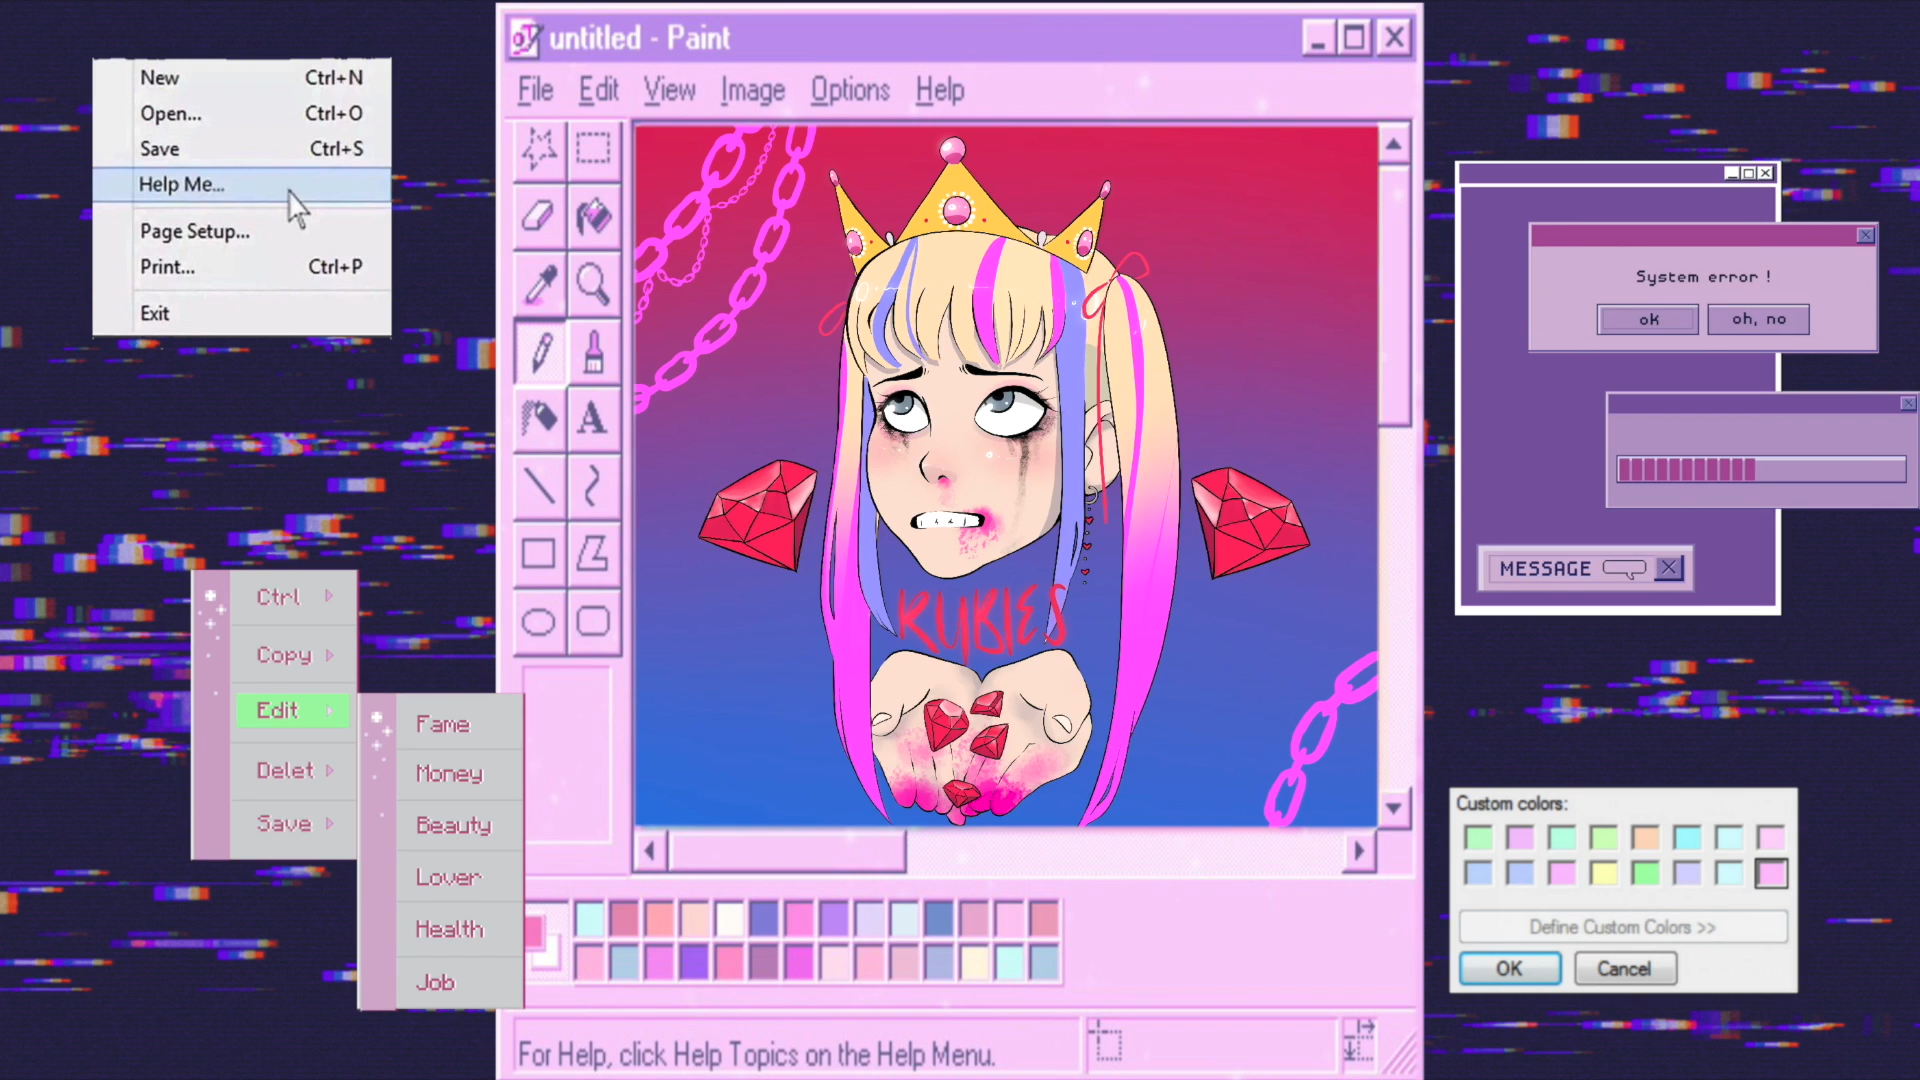 New Ctrl+N
Open... Ctrl+O
Save Ctrl+S
Help Me...
Page Setup...
Print... Ctrl+P
Exit
untitled - Paint
File Edit View Image Options Help
A
RUBIES
System error !
ok oh, no
MESSAGE
Ctrl
Copy
Edit
Delet
Save
Fame
Money
Beauty
Lover
Health
Job
Custom colors:
Define Custom Colors >>
OK Cancel
For Help, click Help Topics on the Help Menu.